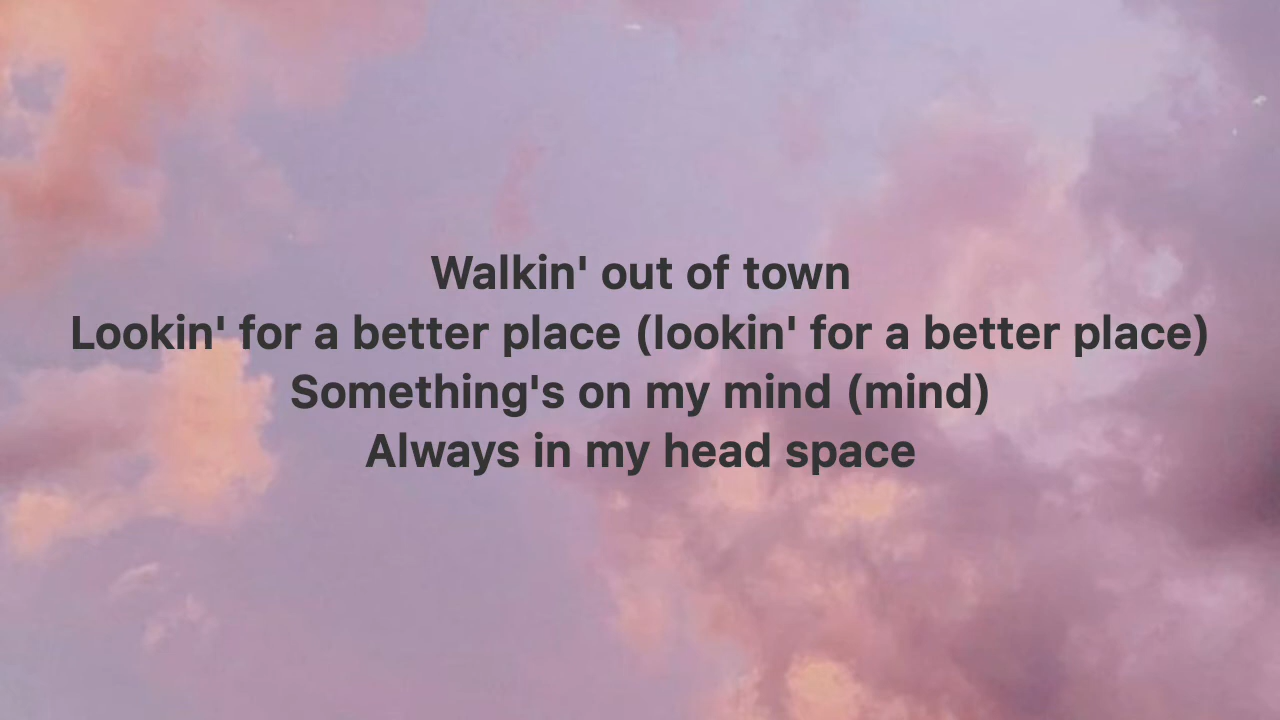 Walkin' out of town
Lookin' for a better place (lookin' for a better place)
Something's on my mind (mind)
Always in my head space